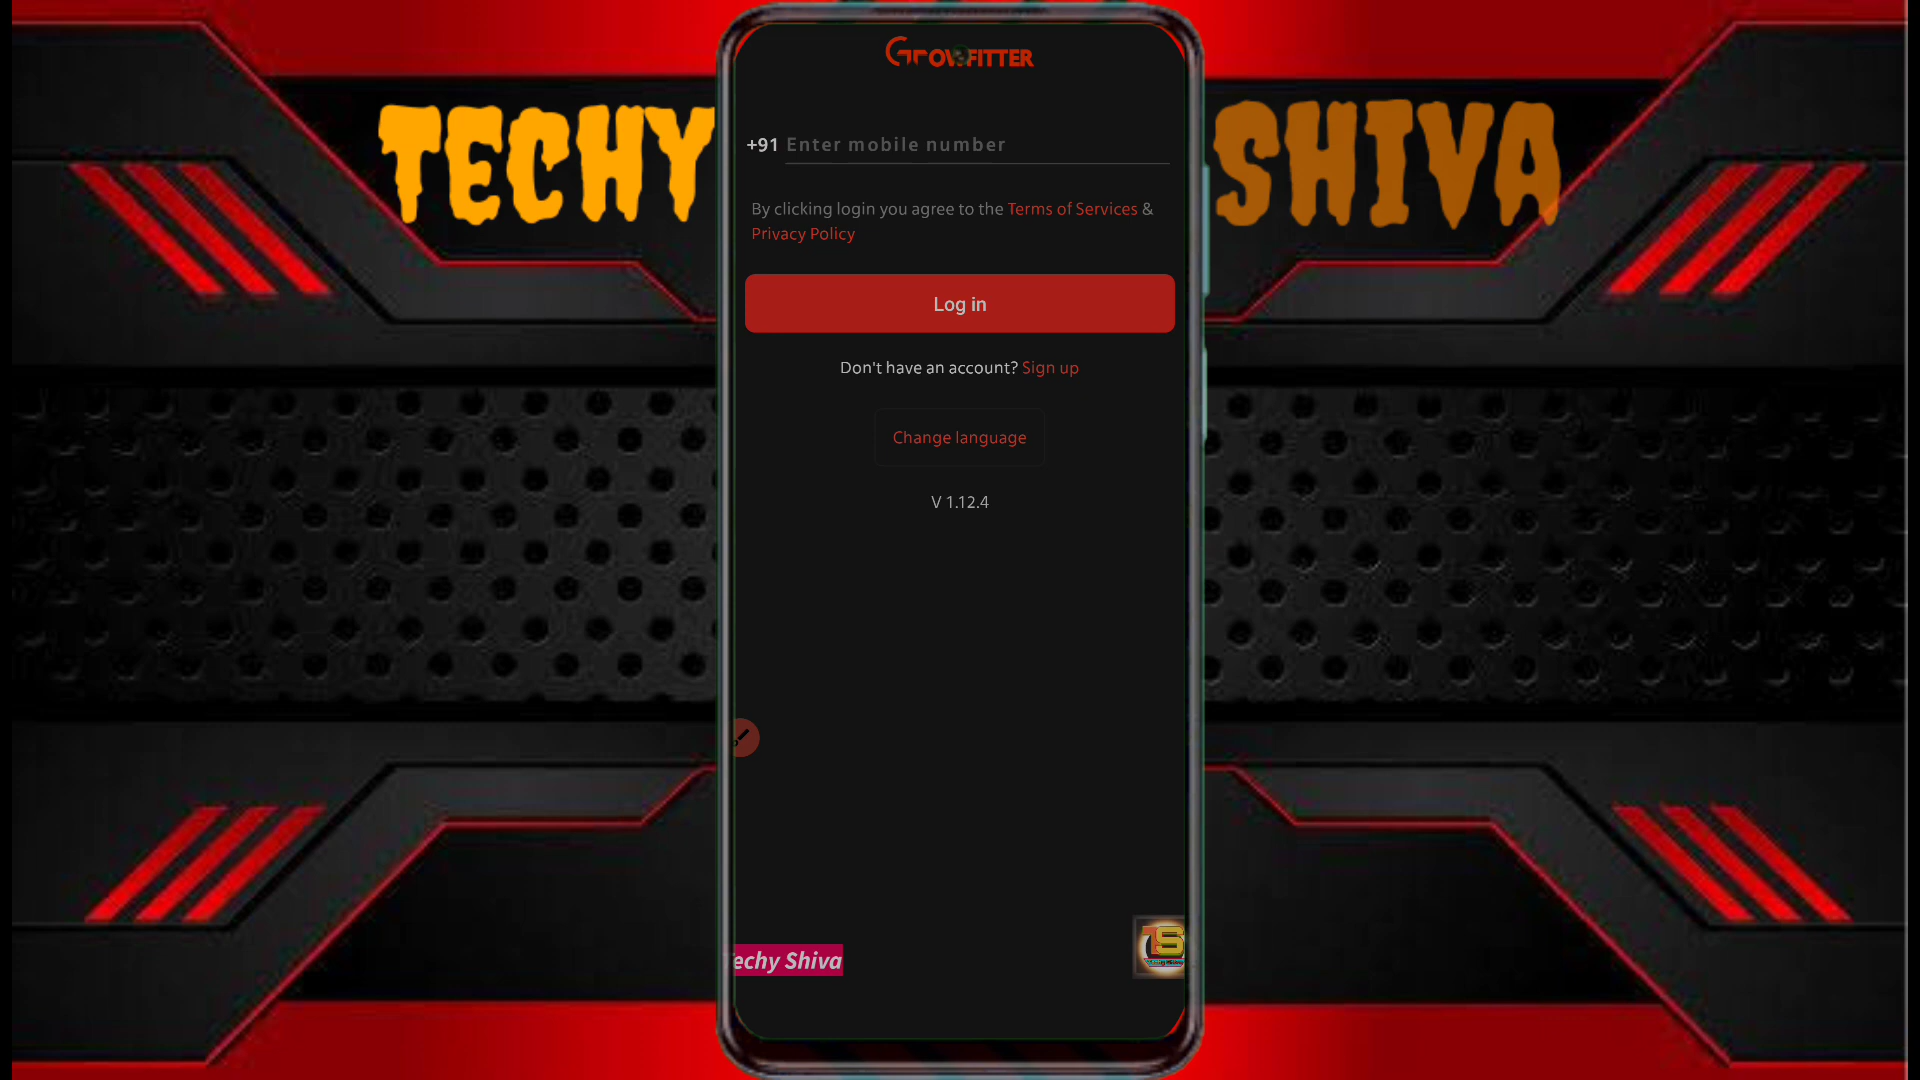 GrowFITTER
TECHY SHIVA
+91 Enter mobile number
By clicking login you agree to the Terms of Services &
Privacy Policy
Log in
Don't have an account? Sign up
Change language
V 1.12.4
echy Shiva